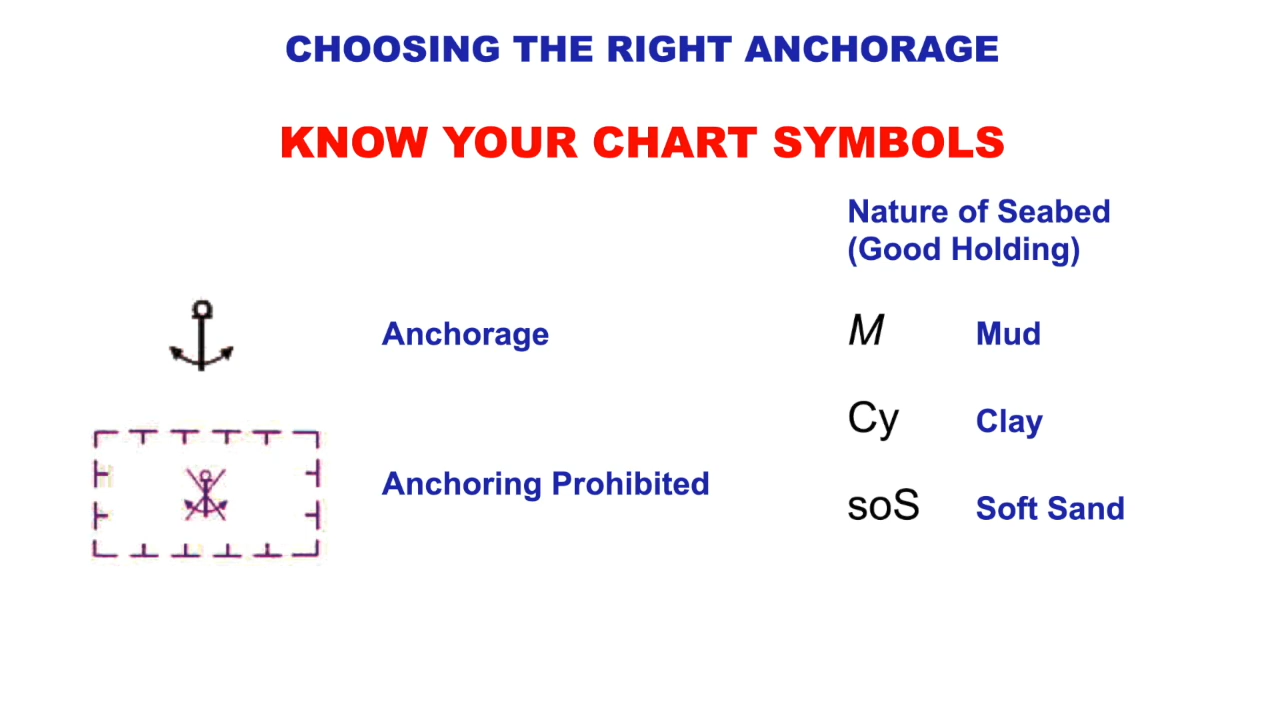 CHOOSING THE RIGHT ANCHORAGE
KNOW YOUR CHART SYMBOLS
Nature of Seabed
(Good Holding)
Anchorage
M Mud
Cy Clay
Anchoring Prohibited
soS Soft Sand